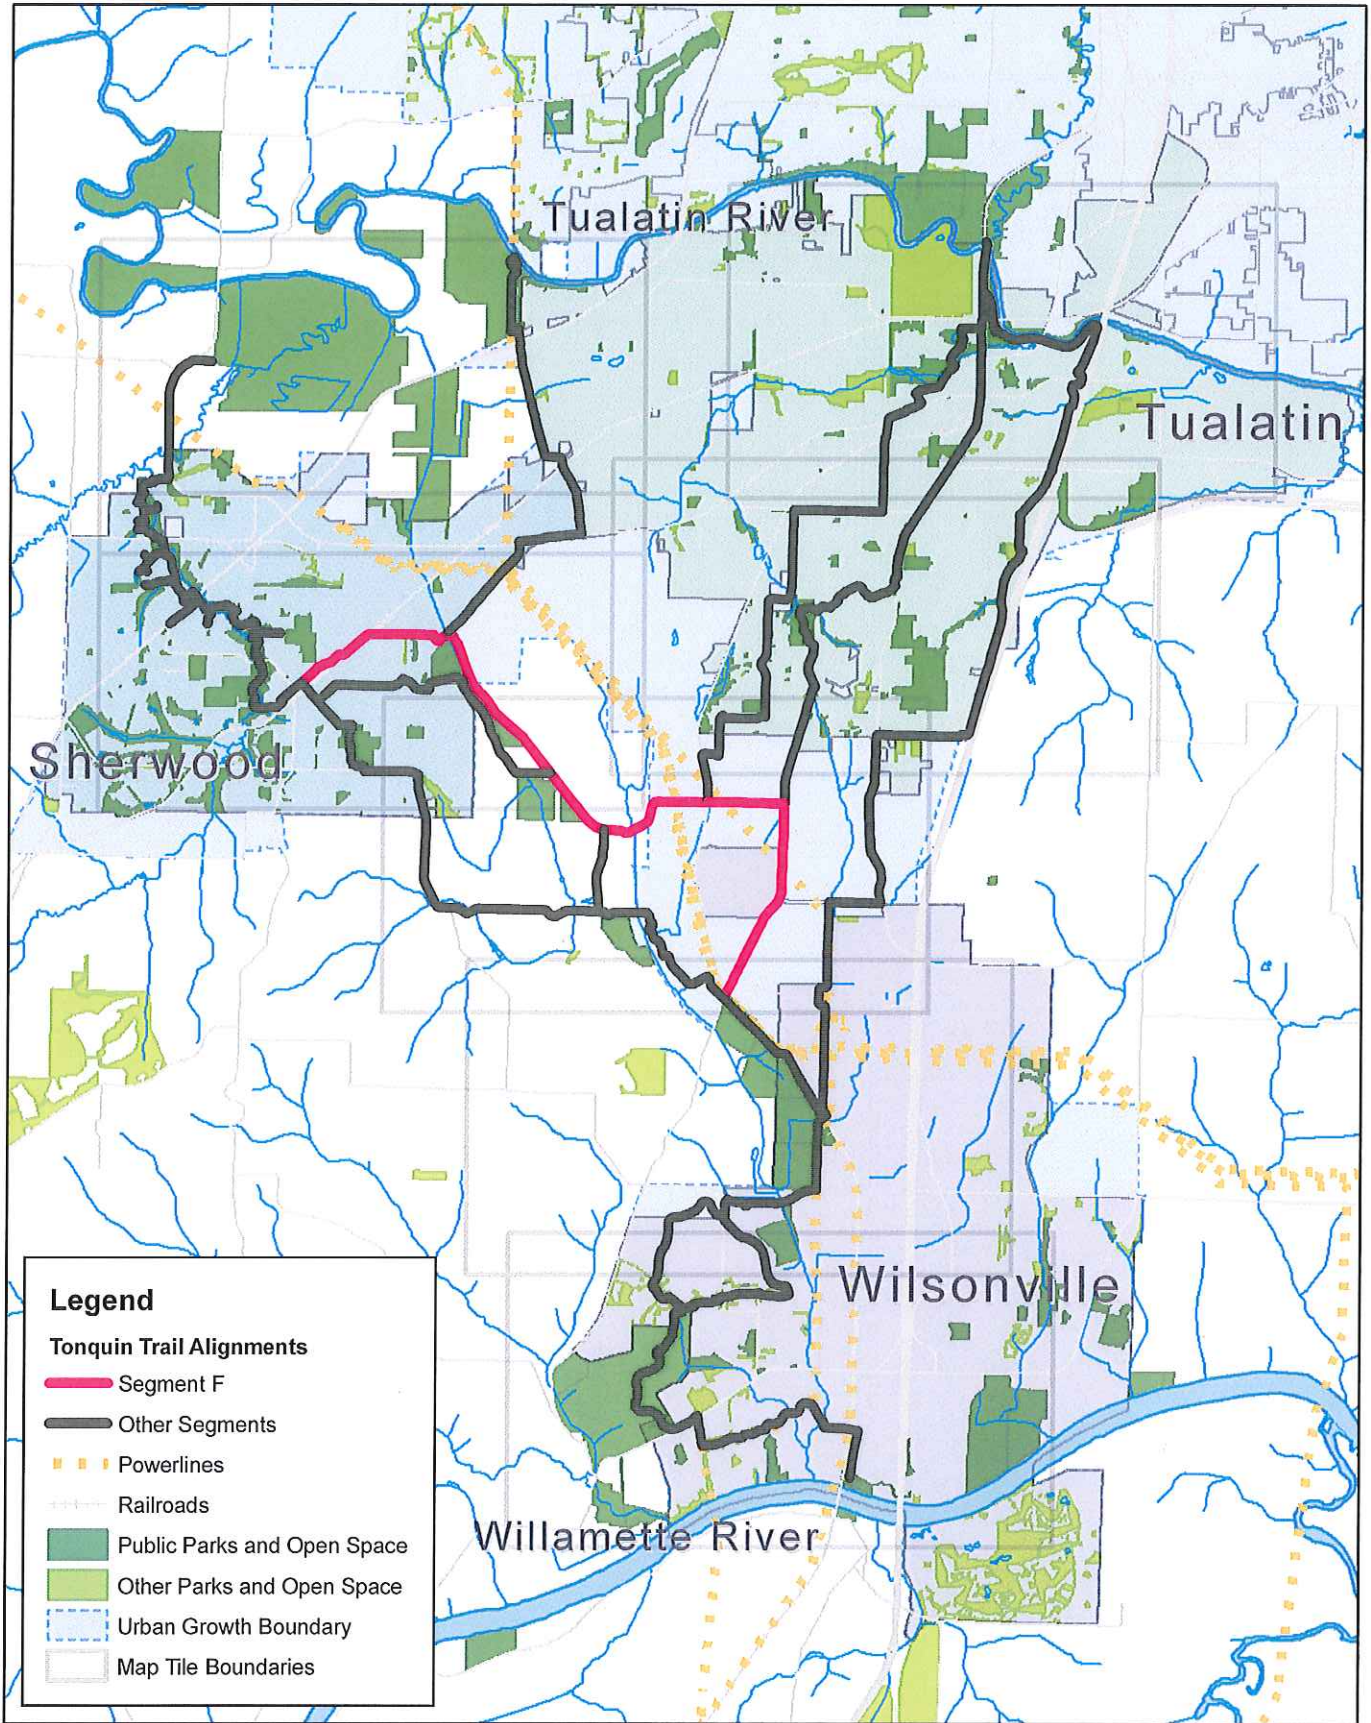 Tualatin River
Tualatin
Sherwood
Wilsonville
Willamette River
Legend
Tonquin Trail Alignments
Segment F
Other Segments
Powerlines
Railroads
Public Parks and Open Space
Other Parks and Open Space
Urban Growth Boundary
Map Tile Boundaries